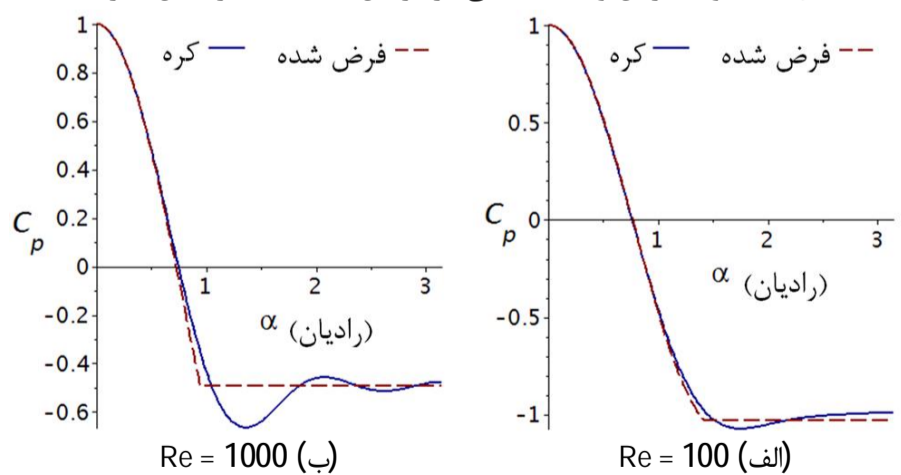 1
0.8
0.6
0.4
0.2
0
-0.2
-0.4
-0.6
1
2
3
C p
α (رادیان)
کره
فرض شده
(ب) Re = 1000
1
0.5
0
-0.5
-1
1
2
3
C p
α (رادیان)
کره
فرض شده
(الف) Re = 100